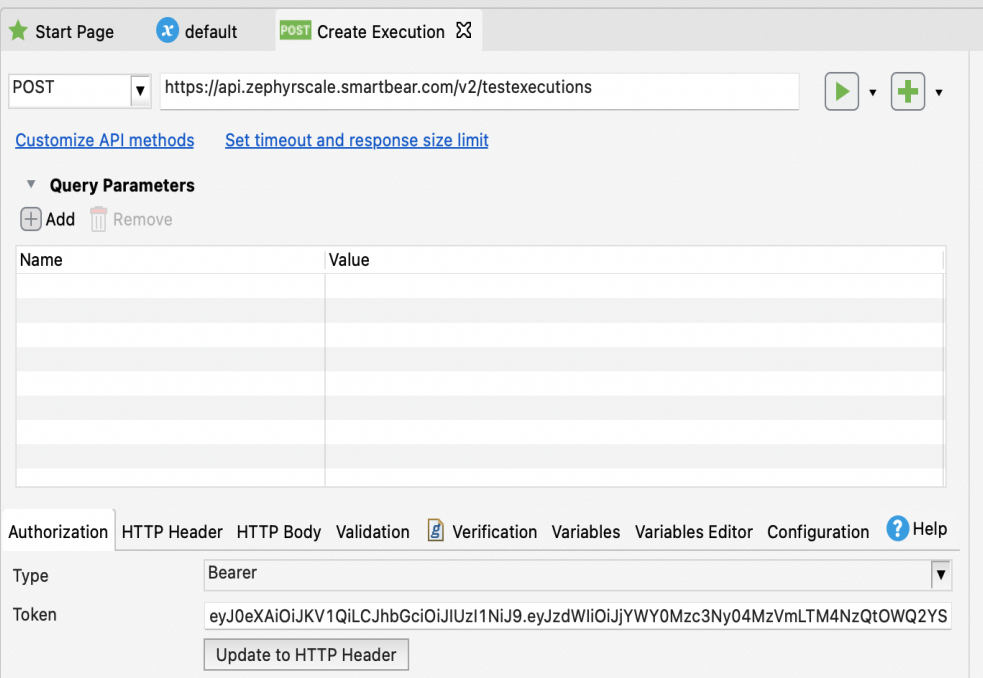 Start Page default POST Create Execution
POST https://api.zephyrscale.smartbear.com/v2/testexecutions
Customize API methods Set timeout and response size limit
Query Parameters
Add Remove
Name Value
Authorization HTTP Header HTTP Body Validation Verification Variables Variables Editor Configuration Help
Type Bearer
Token eyJ0eXAiOiJKV1QiLCJhbGciOiJIUzI1NiJ9.eyJzdWIiOiJjYWY0Mzc3Ny04MzVmLTM4NzQtOWQ2YS
Update to HTTP Header